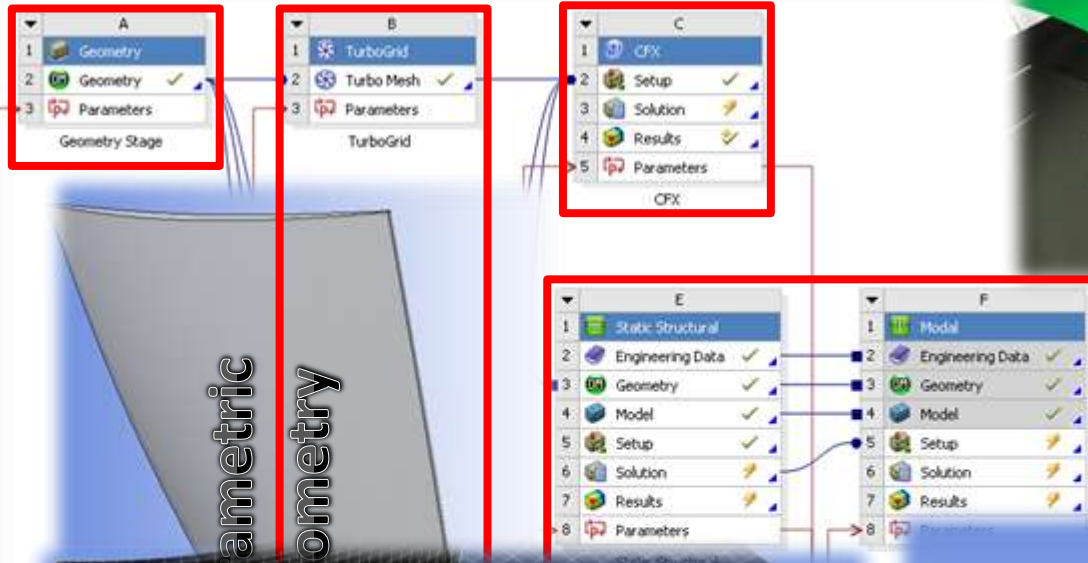 A
1 Geometry
2 Geometry
3 Parameters
Geometry Stage
B
1 TurboGrid
2 Turbo Mesh
3 Parameters
TurboGrid
C
1 CFX
2 Setup
3 Solution
4 Results
5 Parameters
CFX
E
1 Static Structural
2 Engineering Data
3 Geometry
4 Model
5 Setup
6 Solution
7 Results
8 Parameters
Static Structural
F
1 Modal
2 Engineering Data
3 Geometry
4 Model
5 Setup
6 Solution
7 Results
8 Parameters
ametric
ometry